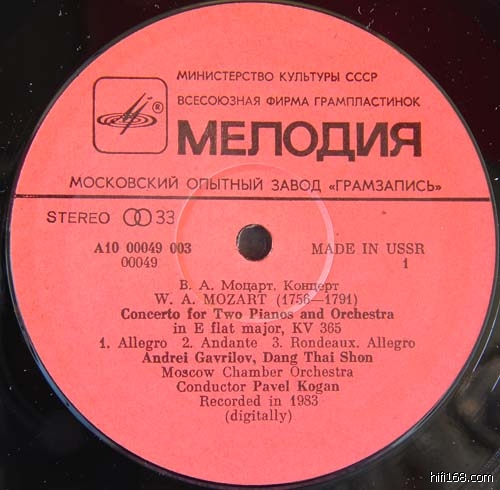 МИНИСТЕРСТВО КУЛЬТУРЫ СССР
ВСЕСОЮЗНАЯ ФИРМА ГРАМПЛАСТИНОК
МЕЛОДИЯ
®
МОСКОВСКИЙ ОПЫТНЫЙ ЗАВОД «ГРАМЗАПИСЬ»
STEREO 33
А10 00049 003 MADE IN USSR
00049 1
В. А. Моцарт. Концерт
W. A. MOZART (1756—1791)
Concerto for Two Pianos and Orchestra
in E flat major, KV 365
1. Allegro 2. Andante 3. Rondeaux. Allegro
Andrei Gavrilov, Dang Thai Shon
Moscow Chamber Orchestra
Conductor Pavel Kogan
Recorded in 1983
(digitally)
hifi168.com